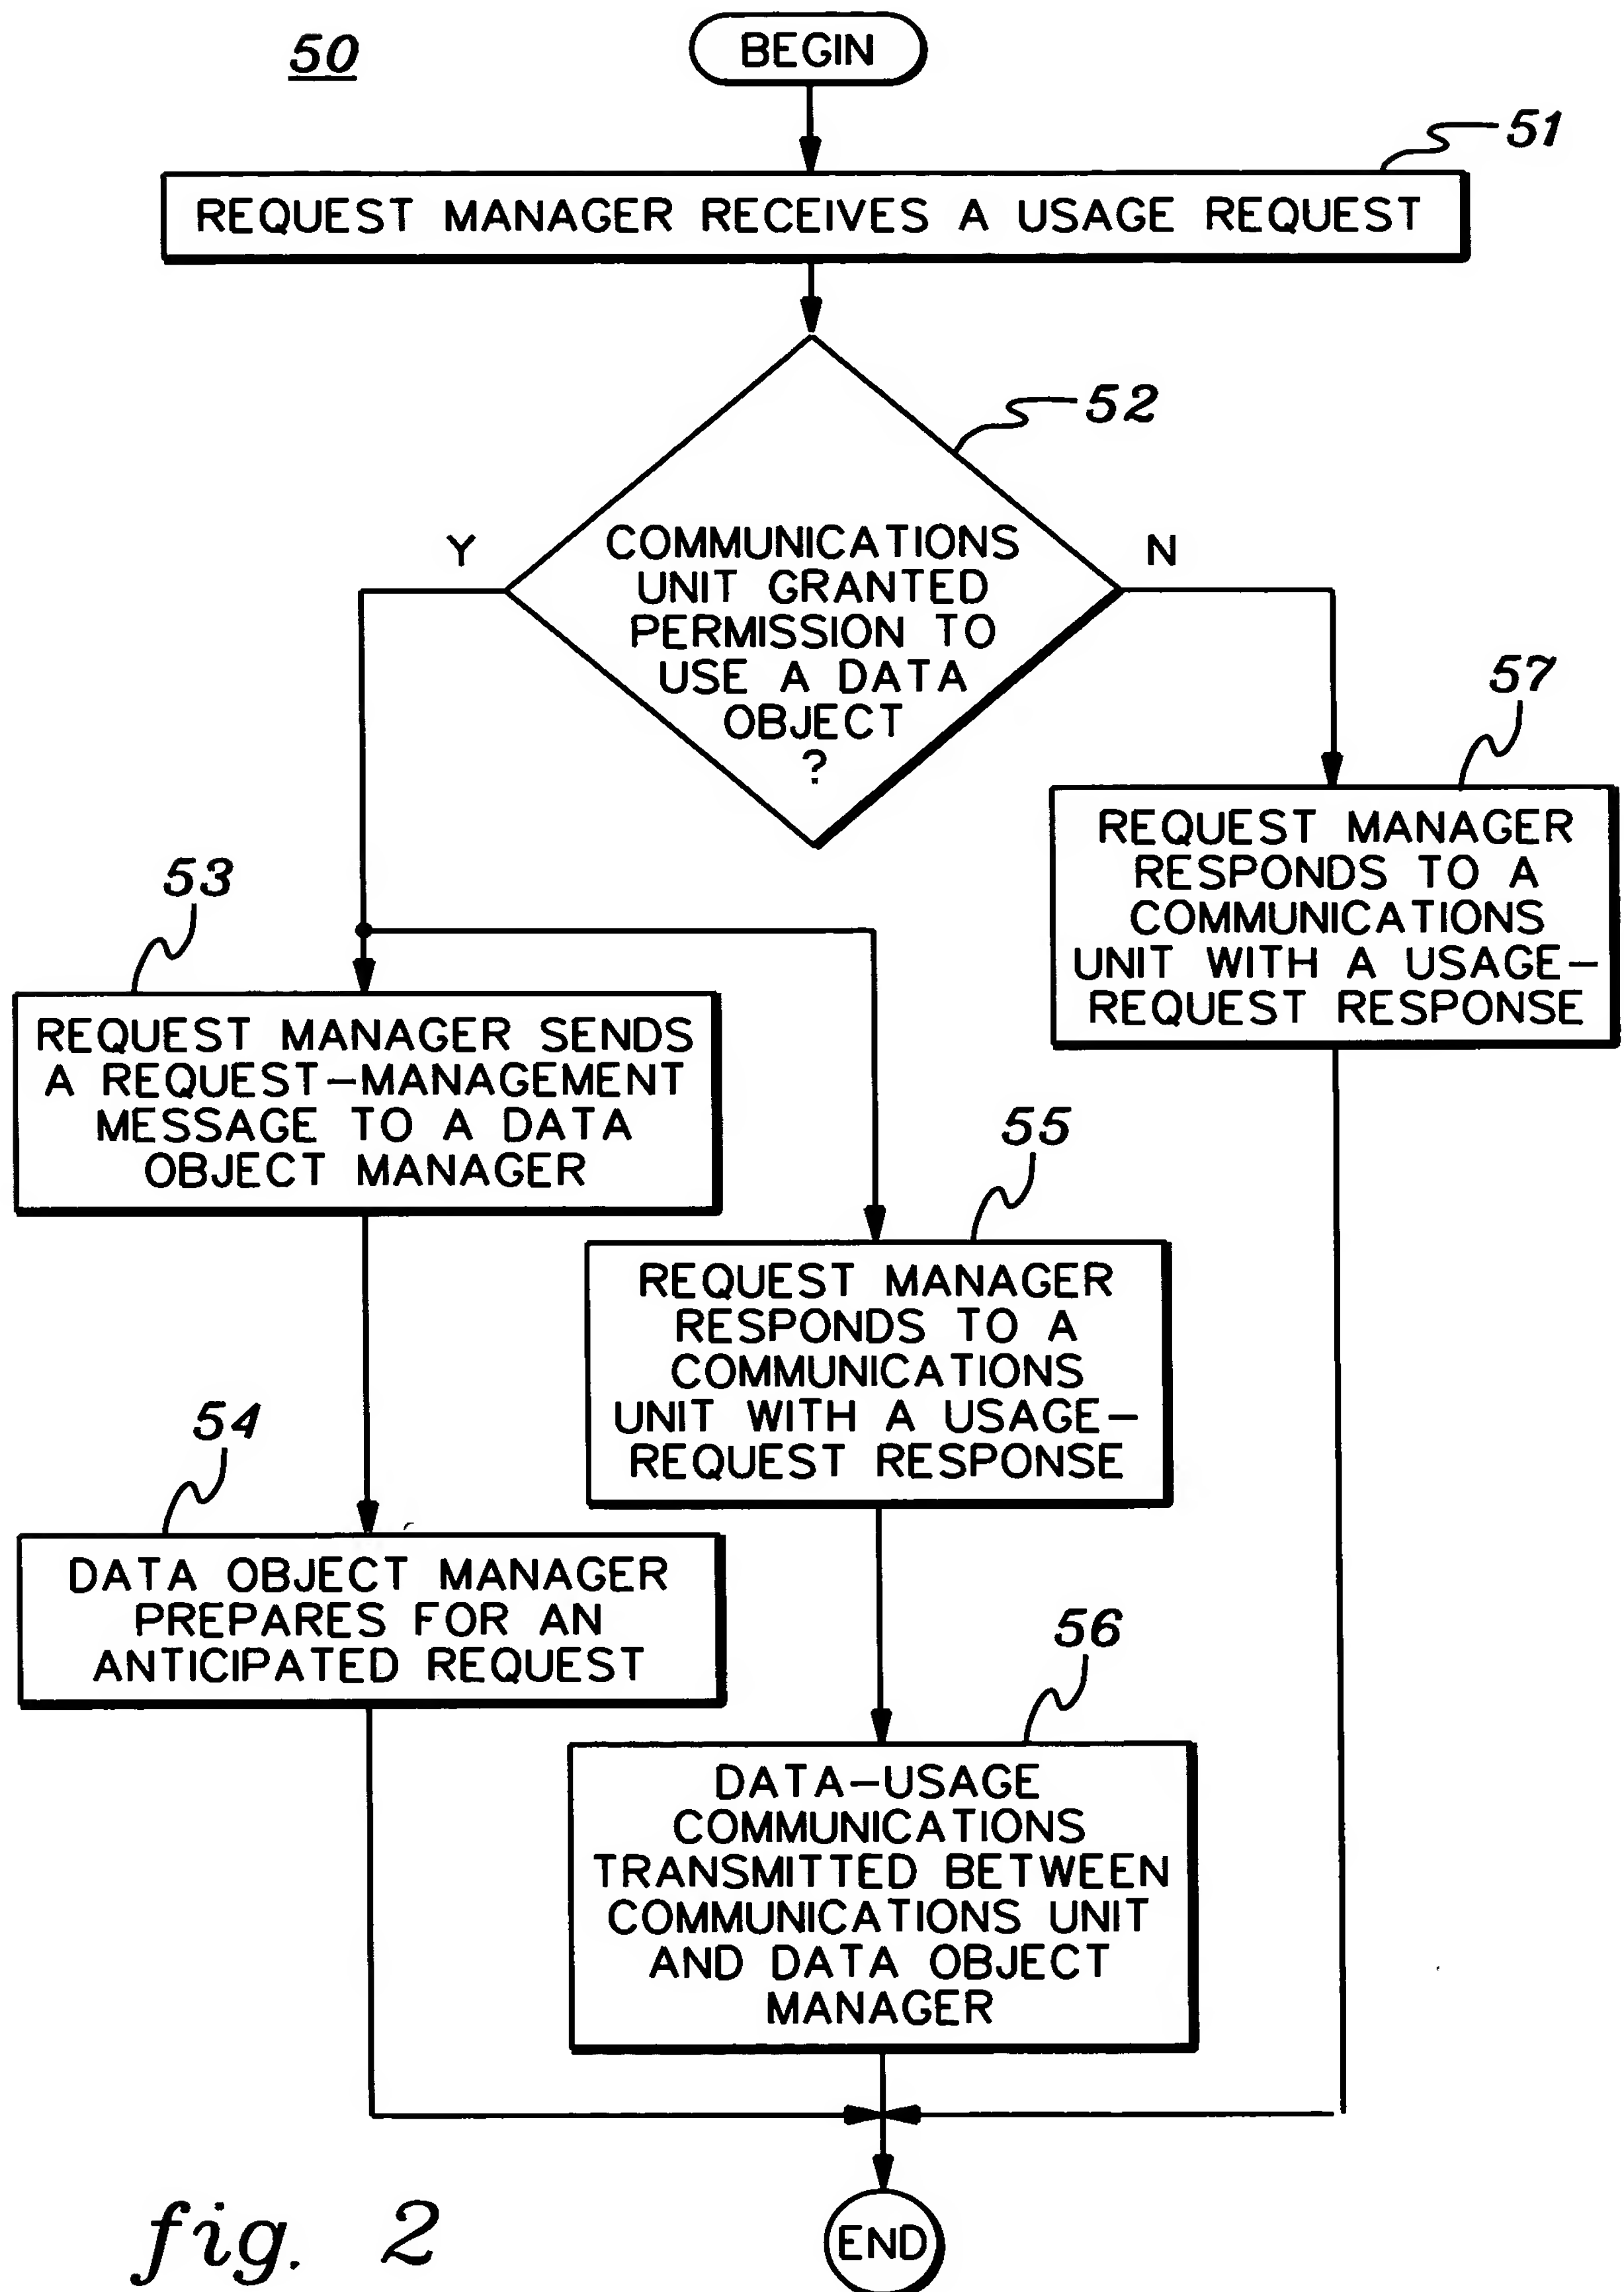 50
BEGIN
51
REQUEST MANAGER RECEIVES A USAGE REQUEST
52
COMMUNICATIONS
UNIT GRANTED
PERMISSION TO
USE A DATA
OBJECT
?
Y
N
57
REQUEST MANAGER
RESPONDS TO A
COMMUNICATIONS
UNIT WITH A USAGE-
REQUEST RESPONSE
53
REQUEST MANAGER SENDS
A REQUEST-MANAGEMENT
MESSAGE TO A DATA
OBJECT MANAGER
55
REQUEST MANAGER
RESPONDS TO A
COMMUNICATIONS
UNIT WITH A USAGE-
REQUEST RESPONSE
54
DATA OBJECT MANAGER
PREPARES FOR AN
ANTICIPATED REQUEST
56
DATA-USAGE
COMMUNICATIONS
TRANSMITTED BETWEEN
COMMUNICATIONS UNIT
AND DATA OBJECT
MANAGER
END
fig. 2